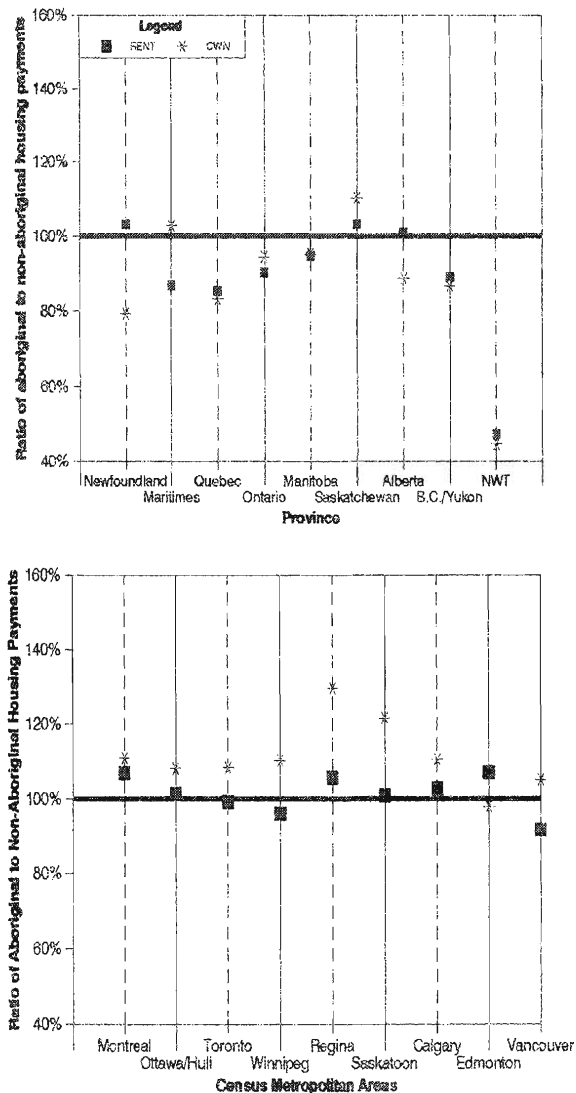 160%
Legend
RENT OWN
140%
120%
100%
80%
60%
40%
Ratio of aboriginal to non-aboriginal housing payments
Newfoundland Quebec Manitoba Alberta NWT
Maritimes Ontario Saskatchewan B.C./Yukon
Province
160%
140%
120%
100%
80%
60%
40%
Ratio of Aboriginal to Non-Aboriginal Housing Payments
Montreal Toronto Regina Calgary Vancouver
Ottawa/Hull Winnipeg Saskatoon Edmonton
Census Metropolitan Areas